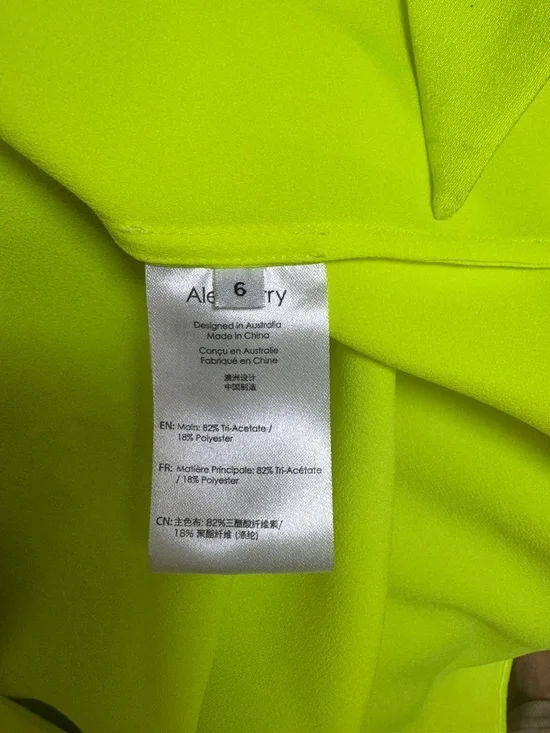 Ale 6 rry
Designed in Australia
Made in China
Conçu en Australie
Fabriqué en Chine
澳洲设计
中国制造
EN: Main: 82% Tri-Acetate /
18% Polyester
FR: Matière Principale: 82% Tri-Acétate
/ 18% Polyester
CN: 主色布: 82%三醋酸纤维素/
18% 聚酯纤维 (涤纶)